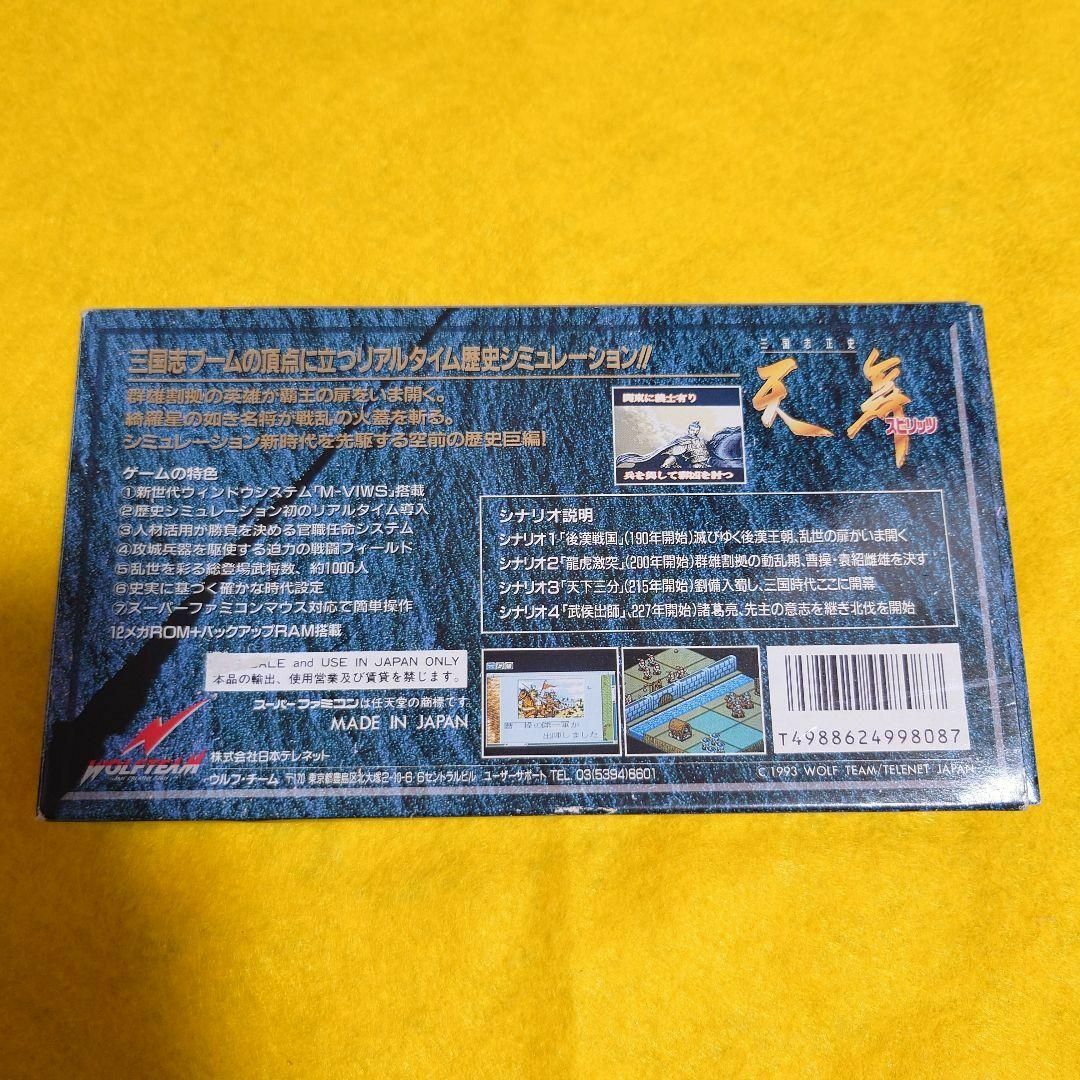 三国志ブームの頂点に立つリアルタイム歴史シミュレーション!!
群雄割拠の英雄が覇王の扉をいま開く。
綺羅星の如き名将が戦乱の火蓋を斬る。
シミュレーション新時代を先駆する空前の歴史巨編!
ゲームの特色
①新世代ウィンドウシステム「M-VIWS」搭載
②歴史シミュレーション初のリアルタイム導入
③人材活用が勝負を決める官職任命システム
④攻城兵器を駆使する迫力の戦闘フィールド
⑤乱世を彩る総登場武将数、約1000人
⑥史実に基づく確かな時代設定
⑦スーパーファミコンマウス対応で簡単操作
12メガROM+バックアップRAM搭載
三国志正史
天舞
スピリッツ
関東に義士有り
兵を興して群凶を討つ
シナリオ説明
シナリオ1「後漢戦国」(190年開始)滅びゆく後漢王朝、乱世の扉がいま開く
シナリオ2「龍虎激突」(200年開始)群雄割拠の動乱期、曹操・袁紹雌雄を決す
シナリオ3「天下三分」(215年開始)劉備入蜀し、三国時代ここに開幕
シナリオ4「武侯出師」(227年開始)諸葛亮、先主の意志を継き北伐を開始
ALE and USE IN JAPAN ONLY
本品の輸出、使用営業及び賃貸を禁じます。
スーパーファミコンは任天堂の商標です。
MADE IN JAPAN
操の第一軍が
出陣しました
T4988624998087
WOLFTEAM
株式会社日本テレネット
ウルフ・チーム 〒170 東京都豊島区北大塚2-10-6 6セントラルビル ユーザーサポート TEL. 03(5394)6601
©1993 WOLF TEAM/TELENET JAPAN